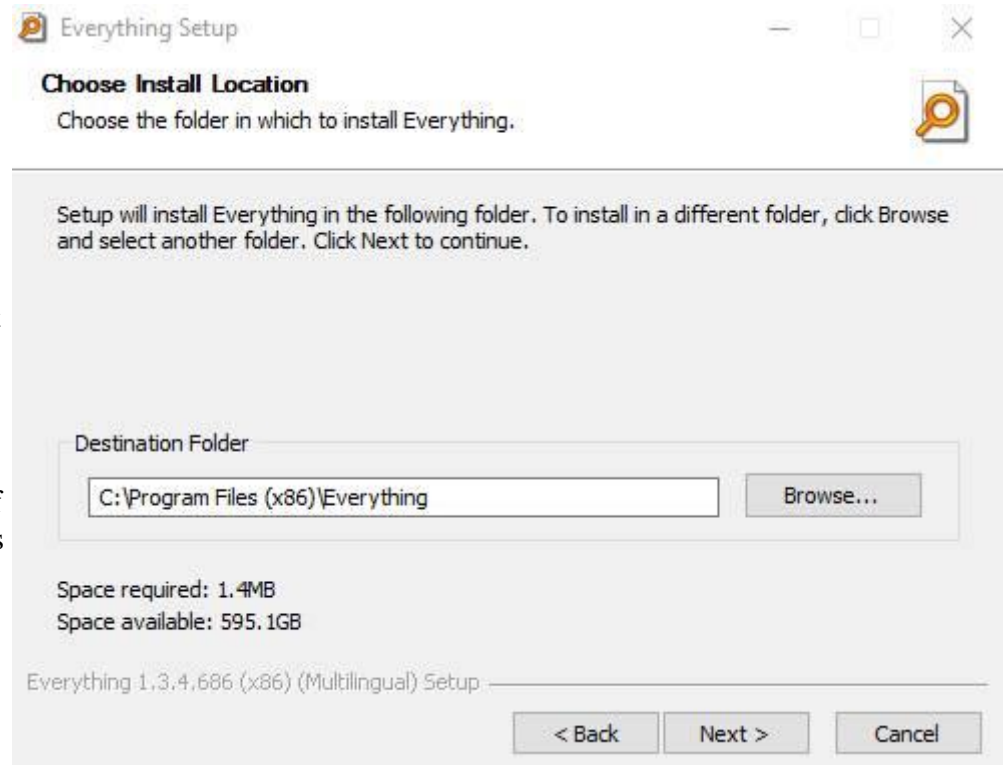 Everything Setup
Choose Install Location
Choose the folder in which to install Everything.
Setup will install Everything in the following folder. To install in a different folder, click Browse
and select another folder. Click Next to continue.
Destination Folder
C:\Program Files (x86)\Everything
Browse...
Space required: 1.4MB
Space available: 595.1GB
Everything 1.3.4.686 (x86) (Multilingual) Setup
< Back
Next >
Cancel